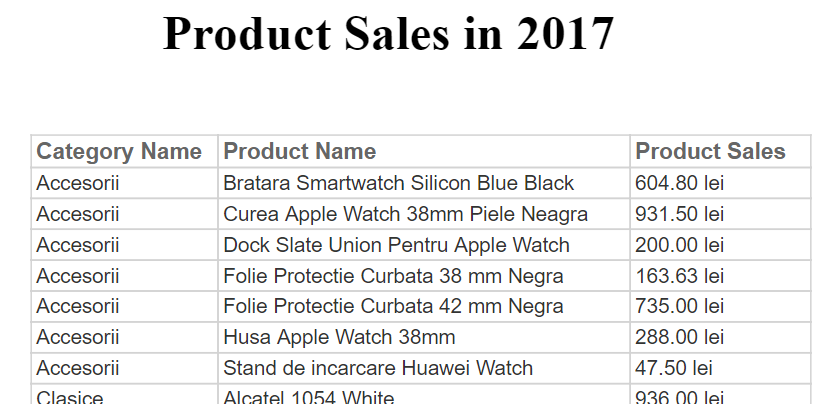 Product Sales in 2017
Category Name Product Name Product Sales
Accesorii Bratara Smartwatch Silicon Blue Black 604.80 lei
Accesorii Curea Apple Watch 38mm Piele Neagra 931.50 lei
Accesorii Dock Slate Union Pentru Apple Watch 200.00 lei
Accesorii Folie Protectie Curbata 38 mm Negra 163.63 lei
Accesorii Folie Protectie Curbata 42 mm Negra 735.00 lei
Accesorii Husa Apple Watch 38mm 288.00 lei
Accesorii Stand de incarcare Huawei Watch 47.50 lei
Clasice Alcatel 1054 White 936.00 lei